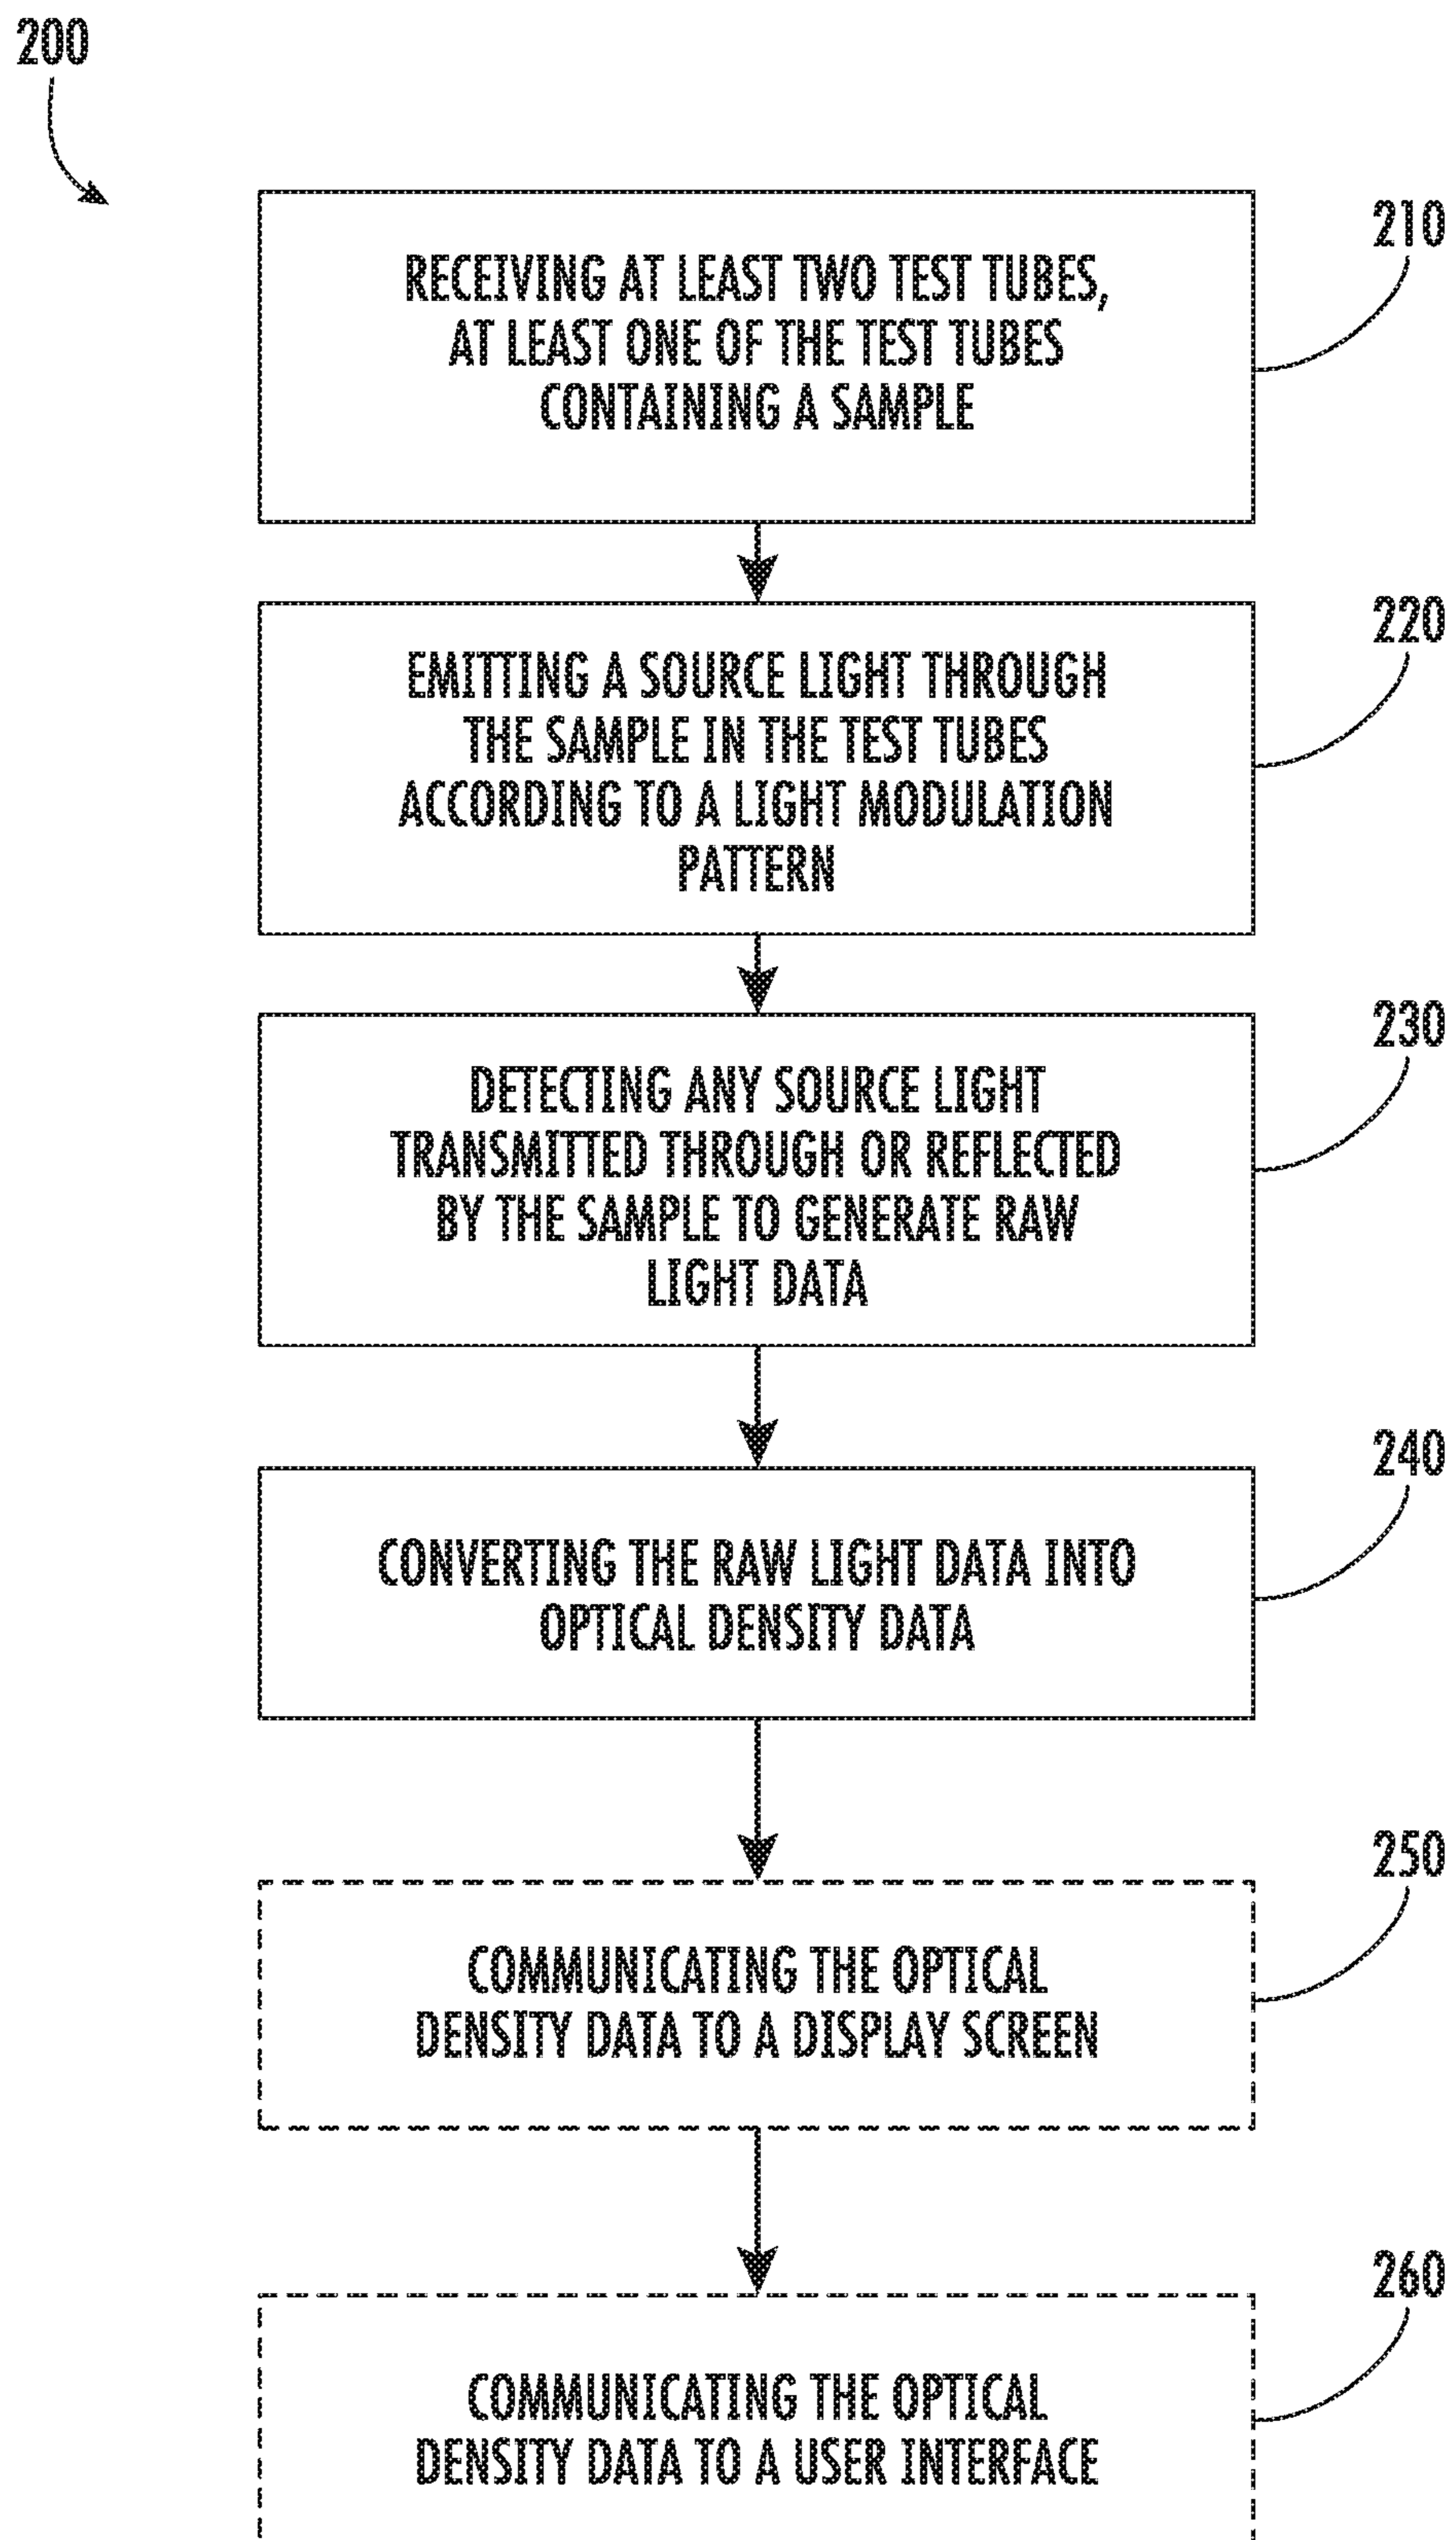 200
210
RECEIVING AT LEAST TWO TEST TUBES,
AT LEAST ONE OF THE TEST TUBES
CONTAINING A SAMPLE
220
EMITTING A SOURCE LIGHT THROUGH
THE SAMPLE IN THE TEST TUBES
ACCORDING TO A LIGHT MODULATION
PATTERN
230
DETECTING ANY SOURCE LIGHT
TRANSMITTED THROUGH OR REFLECTED
BY THE SAMPLE TO GENERATE RAW
LIGHT DATA
240
CONVERTING THE RAW LIGHT DATA INTO
OPTICAL DENSITY DATA
250
COMMUNICATING THE OPTICAL
DENSITY DATA TO A DISPLAY SCREEN
260
COMMUNICATING THE OPTICAL
DENSITY DATA TO A USER INTERFACE